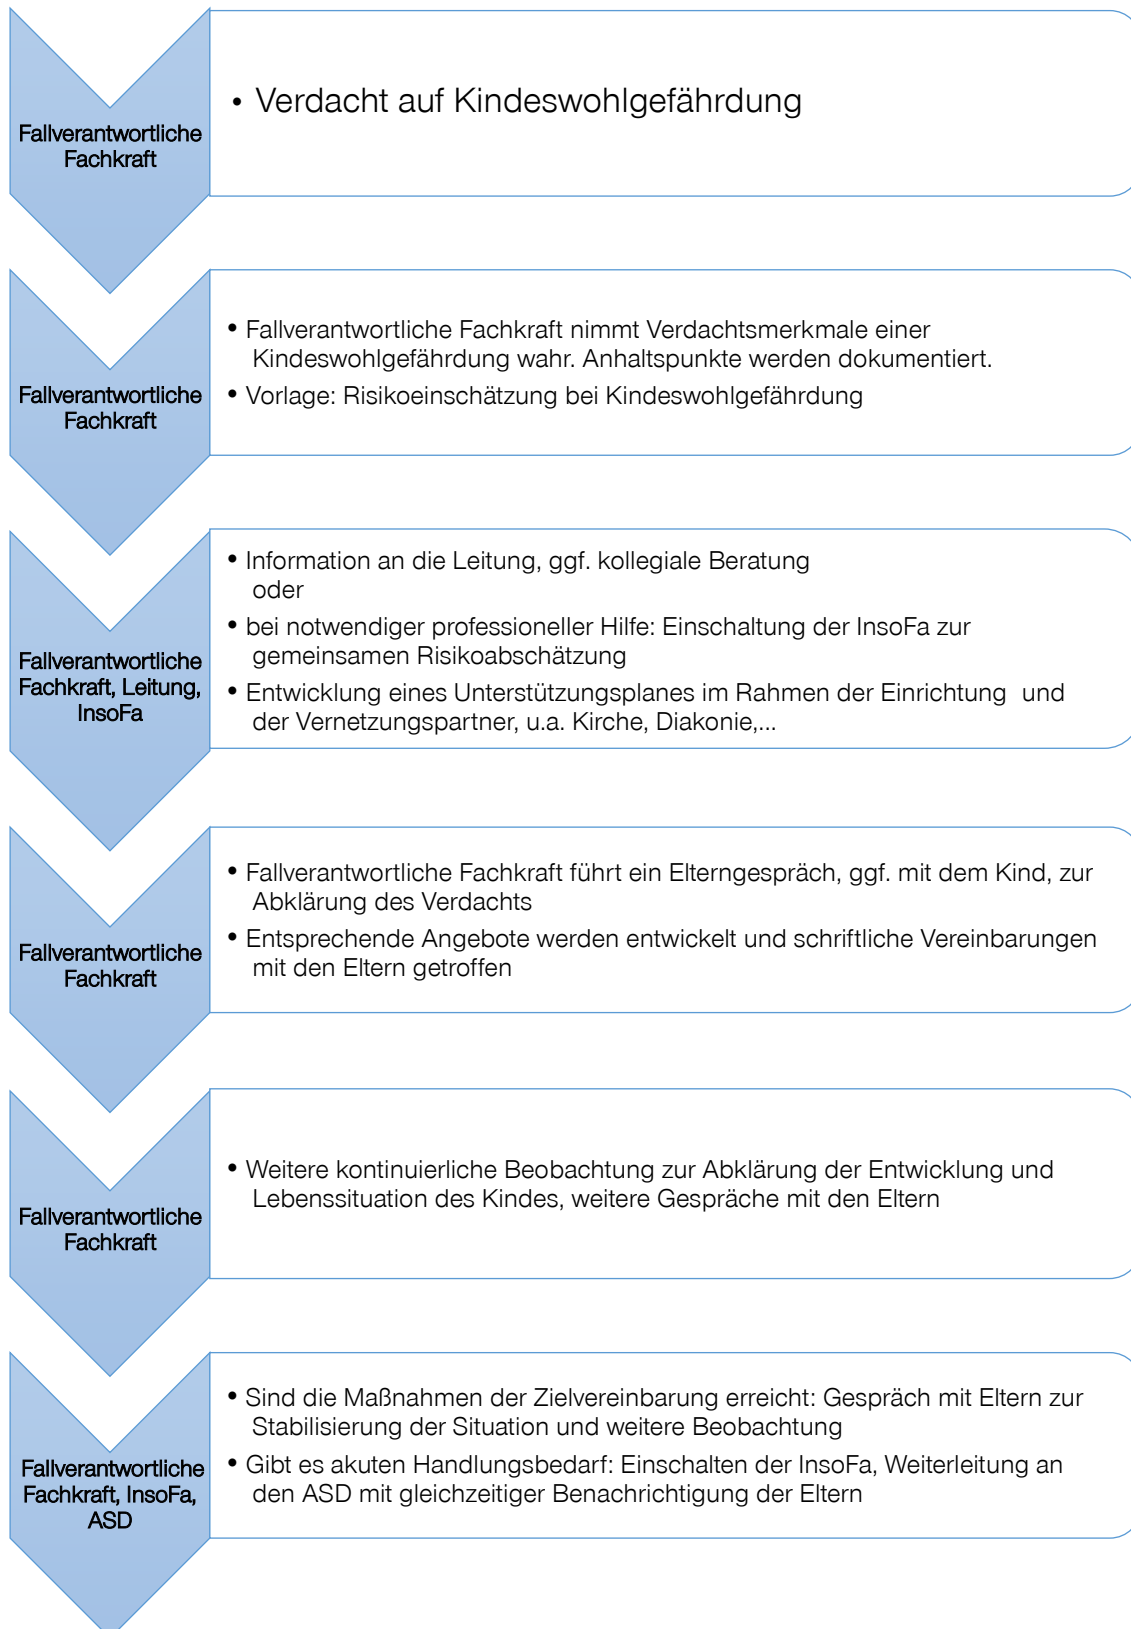 Fallverantwortliche
Fachkraft
• Verdacht auf Kindeswohlgefährdung
Fallverantwortliche
Fachkraft
• Fallverantwortliche Fachkraft nimmt Verdachtsmerkmale einer
Kindeswohlgefährdung wahr. Anhaltspunkte werden dokumentiert.
• Vorlage: Risikoeinschätzung bei Kindeswohlgefährdung
Fallverantwortliche
Fachkraft, Leitung,
InsoFa
• Information an die Leitung, ggf. kollegiale Beratung
oder
• bei notwendiger professioneller Hilfe: Einschaltung der InsoFa zur
gemeinsamen Risikoabschätzung
• Entwicklung eines Unterstützungsplanes im Rahmen der Einrichtung und
der Vernetzungspartner, u.a. Kirche, Diakonie,...
Fallverantwortliche
Fachkraft
• Fallverantwortliche Fachkraft führt ein Elterngespräch, ggf. mit dem Kind, zur
Abklärung des Verdachts
• Entsprechende Angebote werden entwickelt und schriftliche Vereinbarungen
mit den Eltern getroffen
Fallverantwortliche
Fachkraft
• Weitere kontinuierliche Beobachtung zur Abklärung der Entwicklung und
Lebenssituation des Kindes, weitere Gespräche mit den Eltern
Fallverantwortliche
Fachkraft, InsoFa,
ASD
• Sind die Maßnahmen der Zielvereinbarung erreicht: Gespräch mit Eltern zur
Stabilisierung der Situation und weitere Beobachtung
• Gibt es akuten Handlungsbedarf: Einschalten der InsoFa, Weiterleitung an
den ASD mit gleichzeitiger Benachrichtigung der Eltern